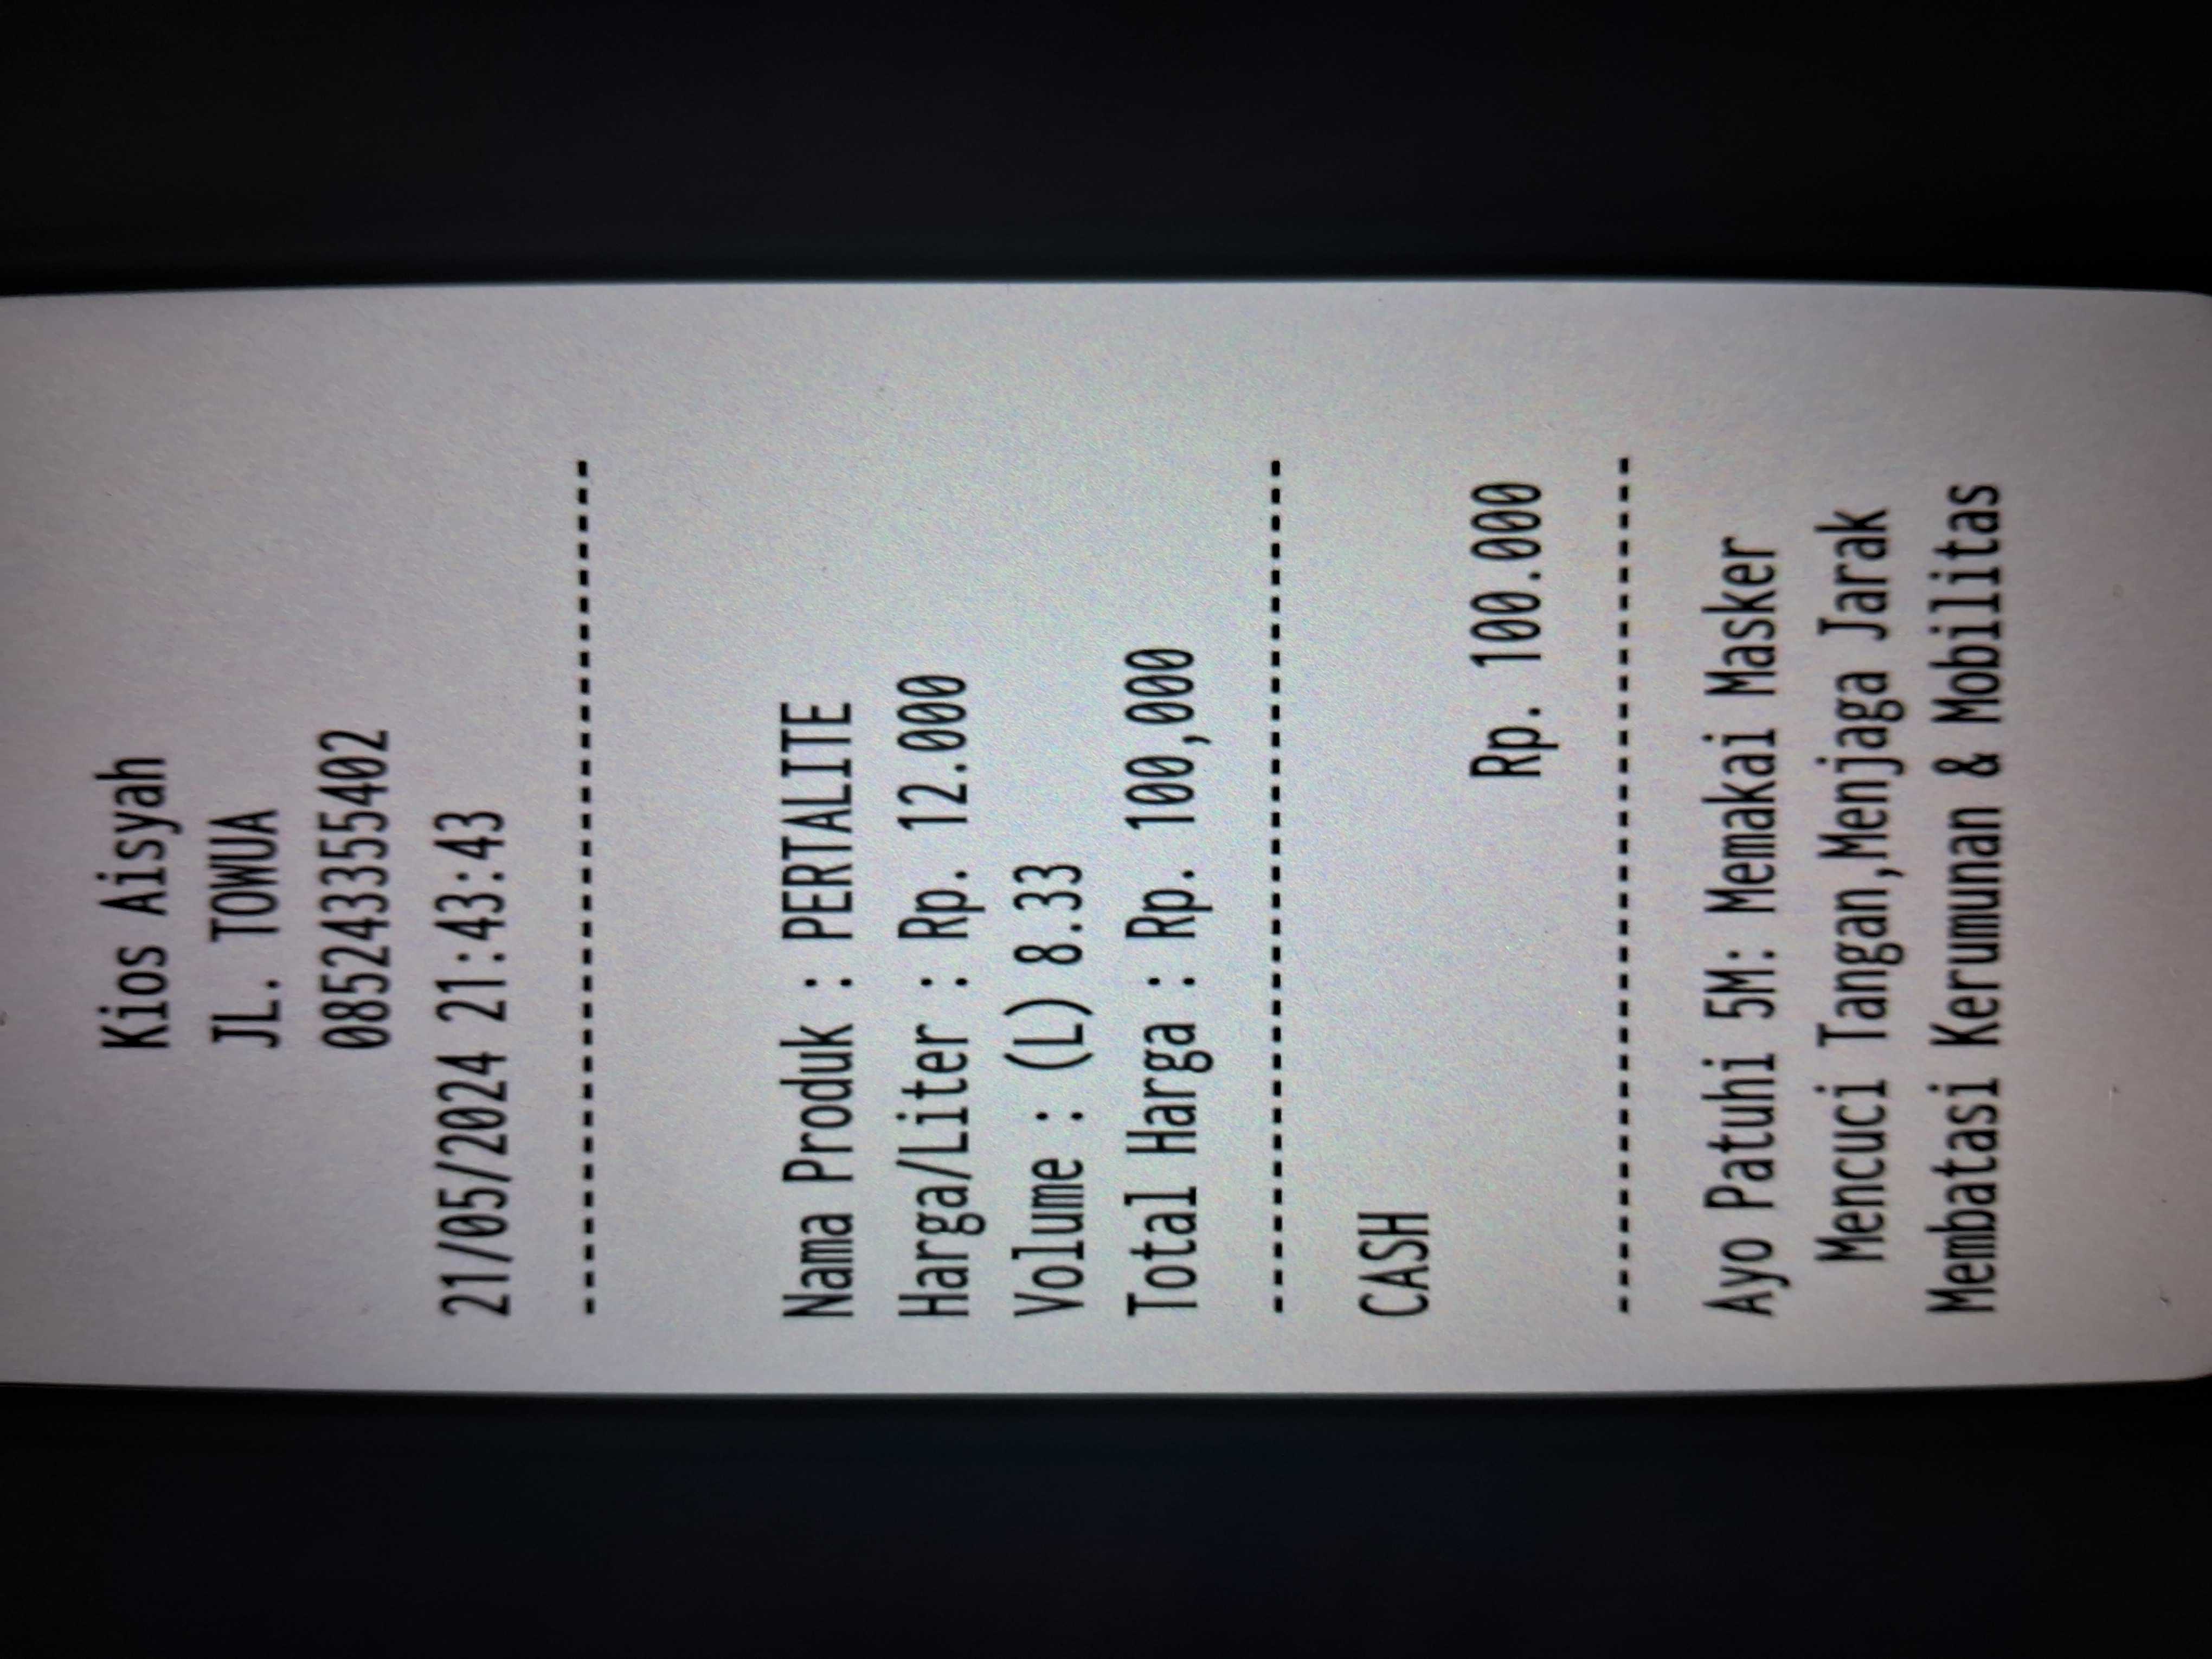 Kios Aisyah
JL. TOWUA
085243355402
21/05/2024 21:43:43
--------------------------------
Nama Produk : PERTALITE
Harga/Liter : Rp. 12.000
Volume : (L) 8.33
Total Harga : Rp. 100,000
--------------------------------
CASH
Rp. 100.000
--------------------------------
Ayo Patuhi 5M: Memakai Masker
Mencuci Tangan,Menjaga Jarak
Membatasi Kerumunan & Mobilitas